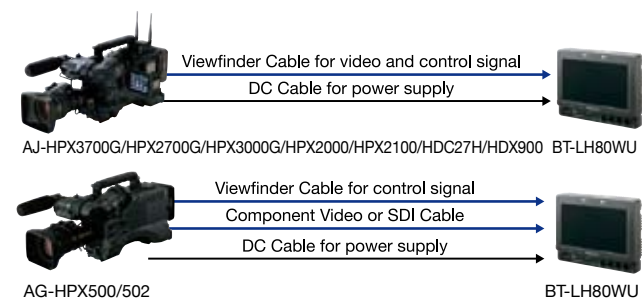 Viewfinder Cable for video and control signal
DC Cable for power supply
AJ-HPX3700G/HPX2700G/HPX3000G/HPX2000/HPX2100/HDC27H/HDX900 BT-LH80WU
Viewfinder Cable for control signal
Component Video or SDI Cable
DC Cable for power supply
AG-HPX500/502 BT-LH80WU